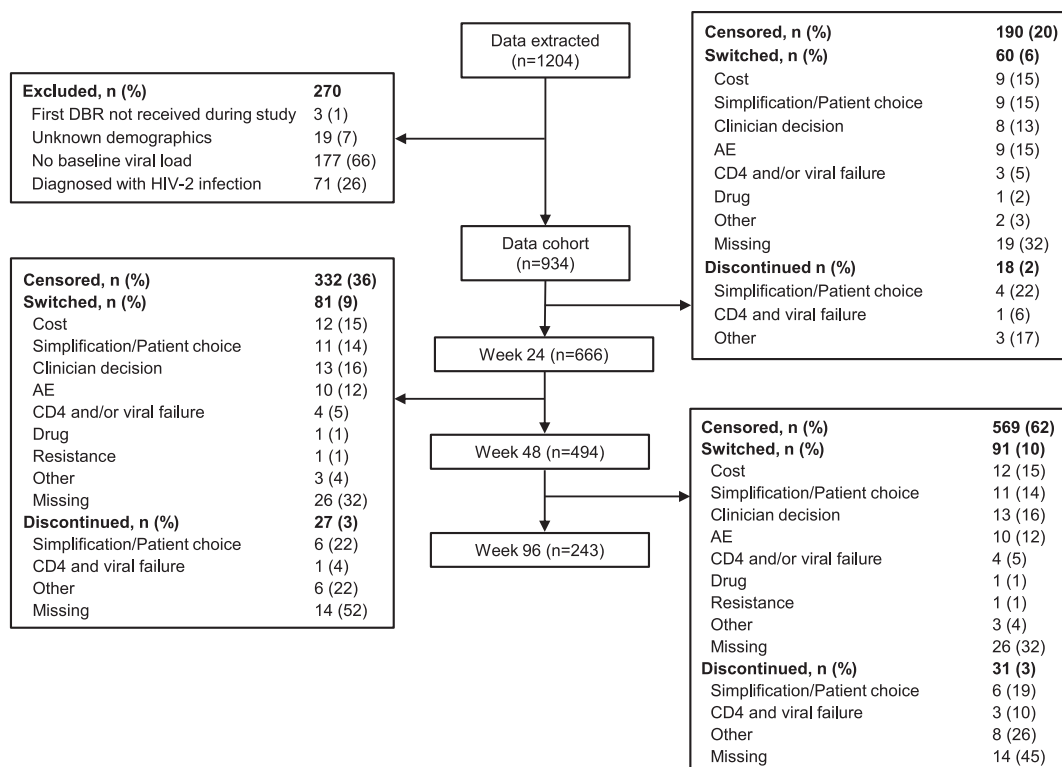 Data extracted
(n=1204)
Excluded, n (%) 270
First DBR not received during study 3 (1)
Unknown demographics 19 (7)
No baseline viral load 177 (66)
Diagnosed with HIV-2 infection 71 (26)
Data cohort
(n=934)
Censored, n (%) 190 (20)
Switched, n (%) 60 (6)
Cost 9 (15)
Simplification/Patient choice 9 (15)
Clinician decision 8 (13)
AE 9 (15)
CD4 and/or viral failure 3 (5)
Drug 1 (2)
Other 2 (3)
Missing 19 (32)
Discontinued n (%) 18 (2)
Simplification/Patient choice 4 (22)
CD4 and viral failure 1 (6)
Other 3 (17)
Week 24 (n=666)
Censored, n (%) 332 (36)
Switched, n (%) 81 (9)
Cost 12 (15)
Simplification/Patient choice 11 (14)
Clinician decision 13 (16)
AE 10 (12)
CD4 and/or viral failure 4 (5)
Drug 1 (1)
Resistance 1 (1)
Other 3 (4)
Missing 26 (32)
Discontinued, n (%) 27 (3)
Simplification/Patient choice 6 (22)
CD4 and viral failure 1 (4)
Other 6 (22)
Missing 14 (52)
Week 48 (n=494)
Censored, n (%) 569 (62)
Switched, n (%) 91 (10)
Cost 12 (15)
Simplification/Patient choice 11 (14)
Clinician decision 13 (16)
AE 10 (12)
CD4 and/or viral failure 4 (5)
Drug 1 (1)
Resistance 1 (1)
Other 3 (4)
Missing 26 (32)
Discontinued, n (%) 31 (3)
Simplification/Patient choice 6 (19)
CD4 and viral failure 3 (10)
Other 8 (26)
Missing 14 (45)
Week 96 (n=243)